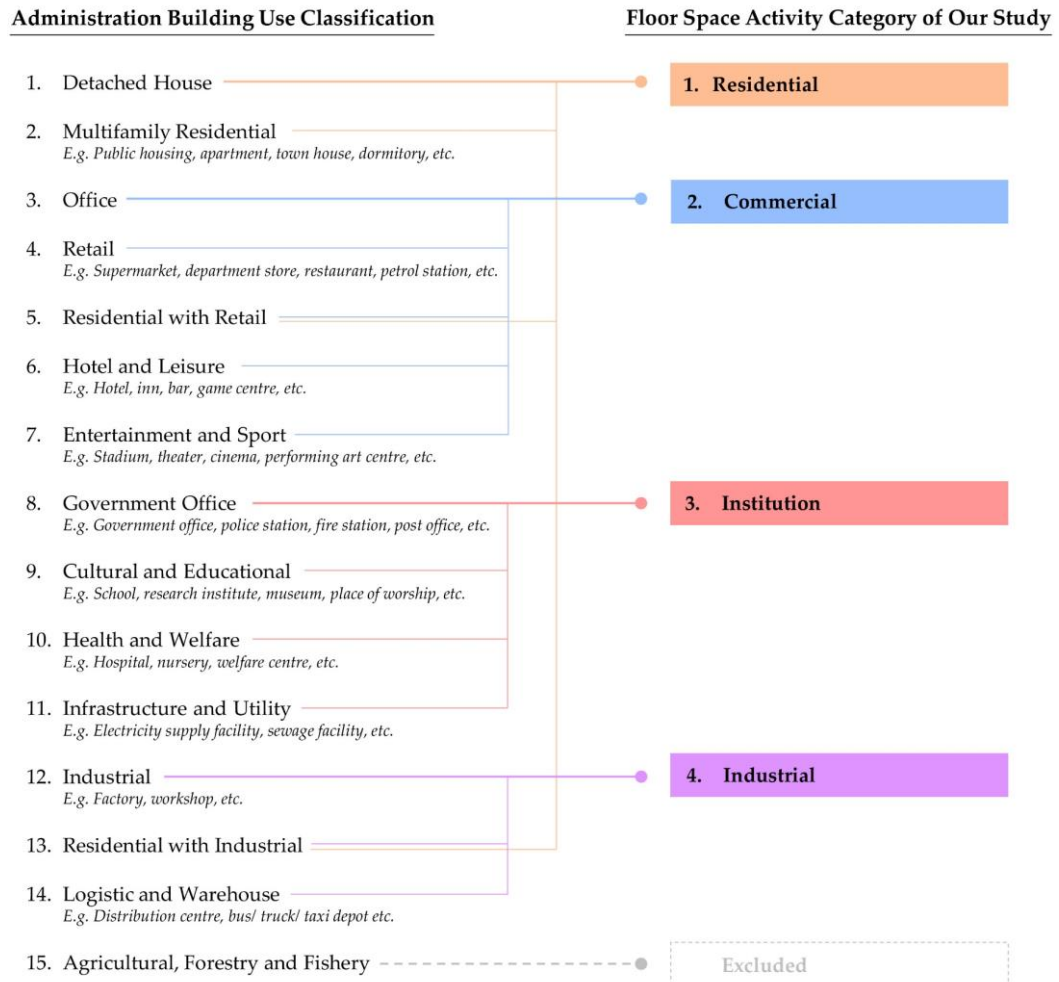 Administration Building Use Classification
Floor Space Activity Category of Our Study
1. Detached House
1. Residential
2. Multifamily Residential
E.g. Public housing, apartment, town house, dormitory, etc.
3. Office
2. Commercial
4. Retail
E.g. Supermarket, department store, restaurant, petrol station, etc.
5. Residential with Retail
6. Hotel and Leisure
E.g. Hotel, inn, bar, game centre, etc.
7. Entertainment and Sport
E.g. Stadium, theater, cinema, performing art centre, etc.
8. Government Office
3. Institution
E.g. Government office, police station, fire station, post office, etc.
9. Cultural and Educational
E.g. School, research institute, museum, place of worship, etc.
10. Health and Welfare
E.g. Hospital, nursery, welfare centre, etc.
11. Infrastructure and Utility
E.g. Electricity supply facility, sewage facility, etc.
12. Industrial
4. Industrial
E.g. Factory, workshop, etc.
13. Residential with Industrial
14. Logistic and Warehouse
E.g. Distribution centre, bus/ truck/ taxi depot etc.
15. Agricultural, Forestry and Fishery
Excluded